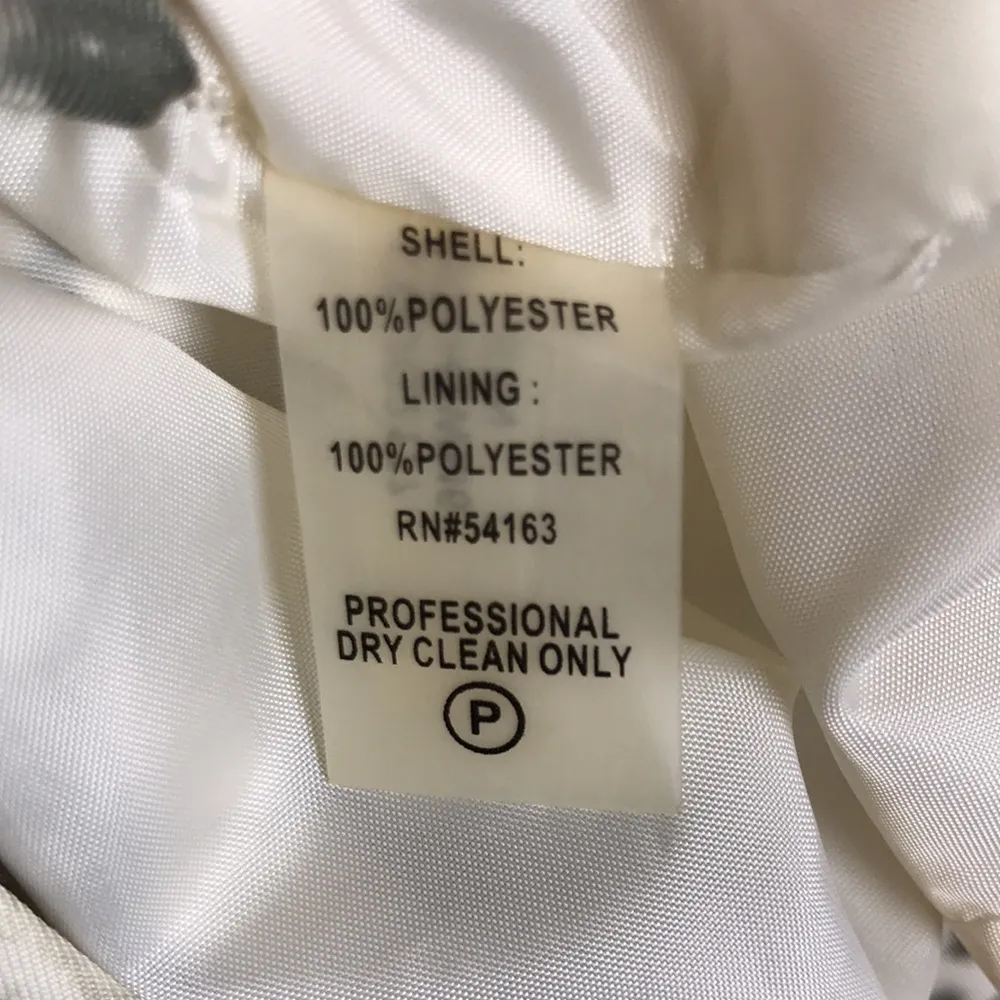 SHELL:
100%POLYESTER
LINING :
100%POLYESTER
RN#54163
PROFESSIONAL
DRY CLEAN ONLY
P